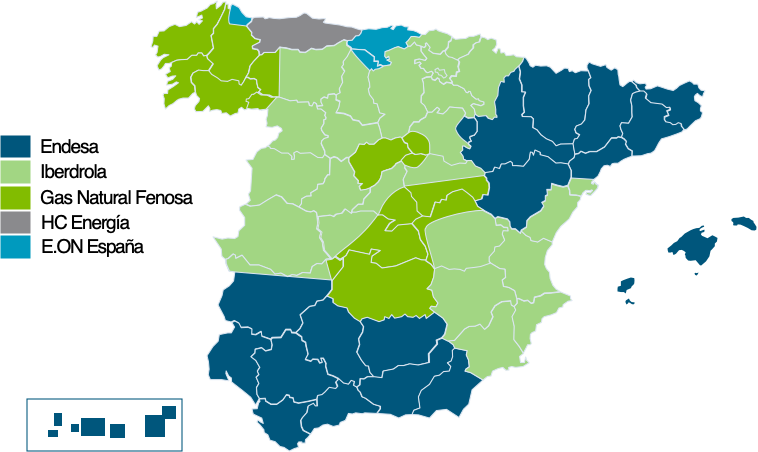 Endesa
Iberdrola
Gas Natural Fenosa
HC Energía
E.ON España